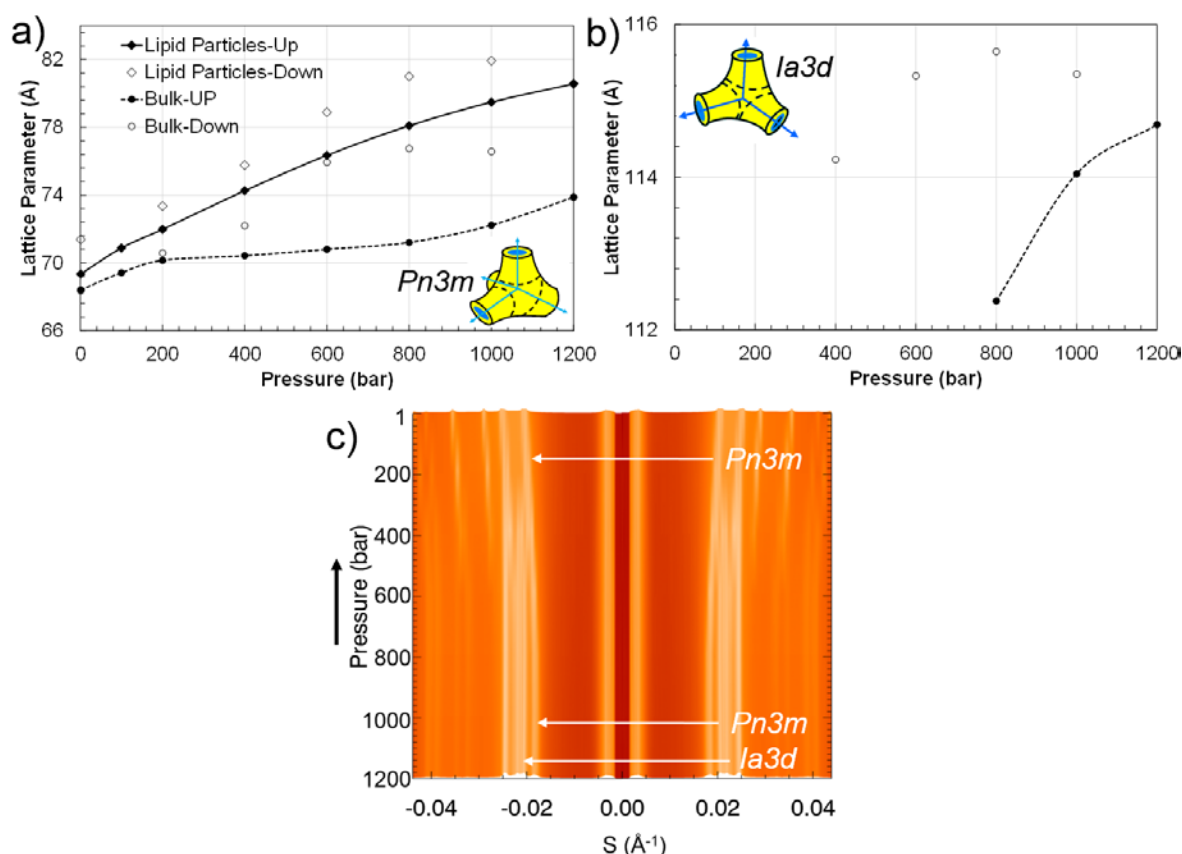 a)
Lipid Particles-Up
Lipid Particles-Down
Bulk-UP
Bulk-Down
82
78
74
70
66
Lattice Parameter (Å)
Pn3m
0 200 400 600 800 1000 1200
Pressure (bar)
b)
Ia3d
116
114
112
Lattice Parameter (Å)
0 200 400 600 800 1000 1200
Pressure (bar)
c)
1
200
400
600
800
1000
1200
Pressure (bar)
Pn3m
Pn3m
Ia3d
-0.04 -0.02 0.00 0.02 0.04
S (Å⁻¹)